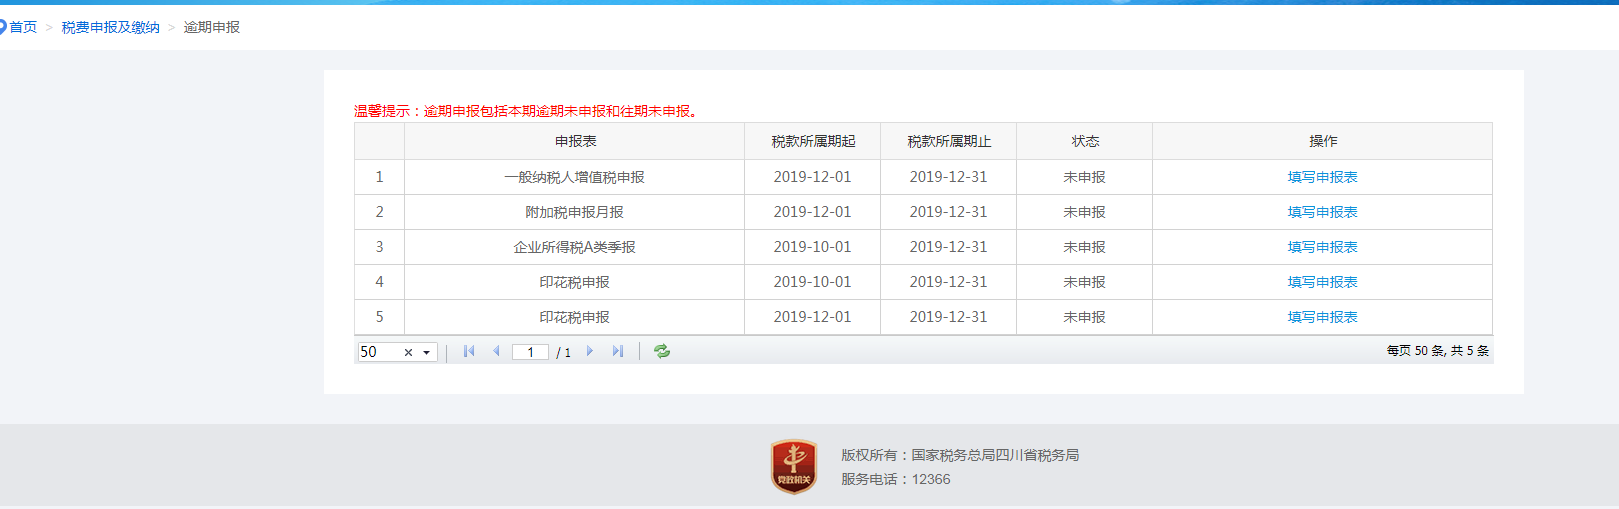 首页 > 税费申报及缴纳 > 逾期申报
温馨提示：逾期申报包括本期逾期未申报和往期未申报。
申报表 税款所属期起 税款所属期止 状态 操作
1 一般纳税人增值税申报 2019-12-01 2019-12-31 未申报 填写申报表
2 附加税申报月报 2019-12-01 2019-12-31 未申报 填写申报表
3 企业所得税A类季报 2019-10-01 2019-12-31 未申报 填写申报表
4 印花税申报 2019-10-01 2019-12-31 未申报 填写申报表
5 印花税申报 2019-12-01 2019-12-31 未申报 填写申报表
50 1 / 1 每页 50 条, 共 5 条
党政机关
版权所有：国家税务总局四川省税务局
服务电话：12366